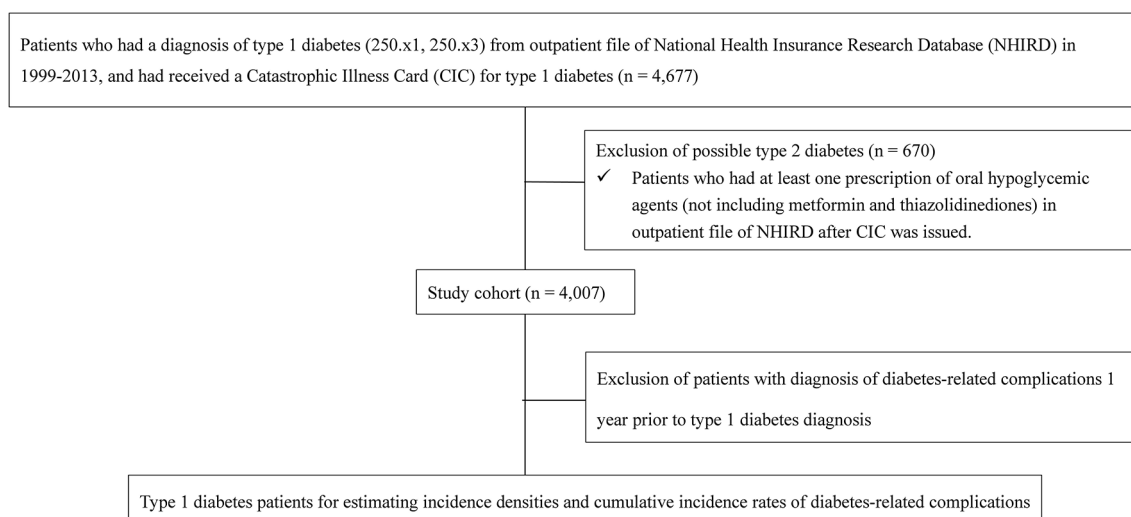 Patients who had a diagnosis of type 1 diabetes (250.x1, 250.x3) from outpatient file of National Health Insurance Research Database (NHIRD) in
1999-2013, and had received a Catastrophic Illness Card (CIC) for type 1 diabetes (n = 4,677)
Exclusion of possible type 2 diabetes (n = 670)
✓ Patients who had at least one prescription of oral hypoglycemic
agents (not including metformin and thiazolidinediones) in
outpatient file of NHIRD after CIC was issued.
Study cohort (n = 4,007)
Exclusion of patients with diagnosis of diabetes-related complications 1
year prior to type 1 diabetes diagnosis
Type 1 diabetes patients for estimating incidence densities and cumulative incidence rates of diabetes-related complications